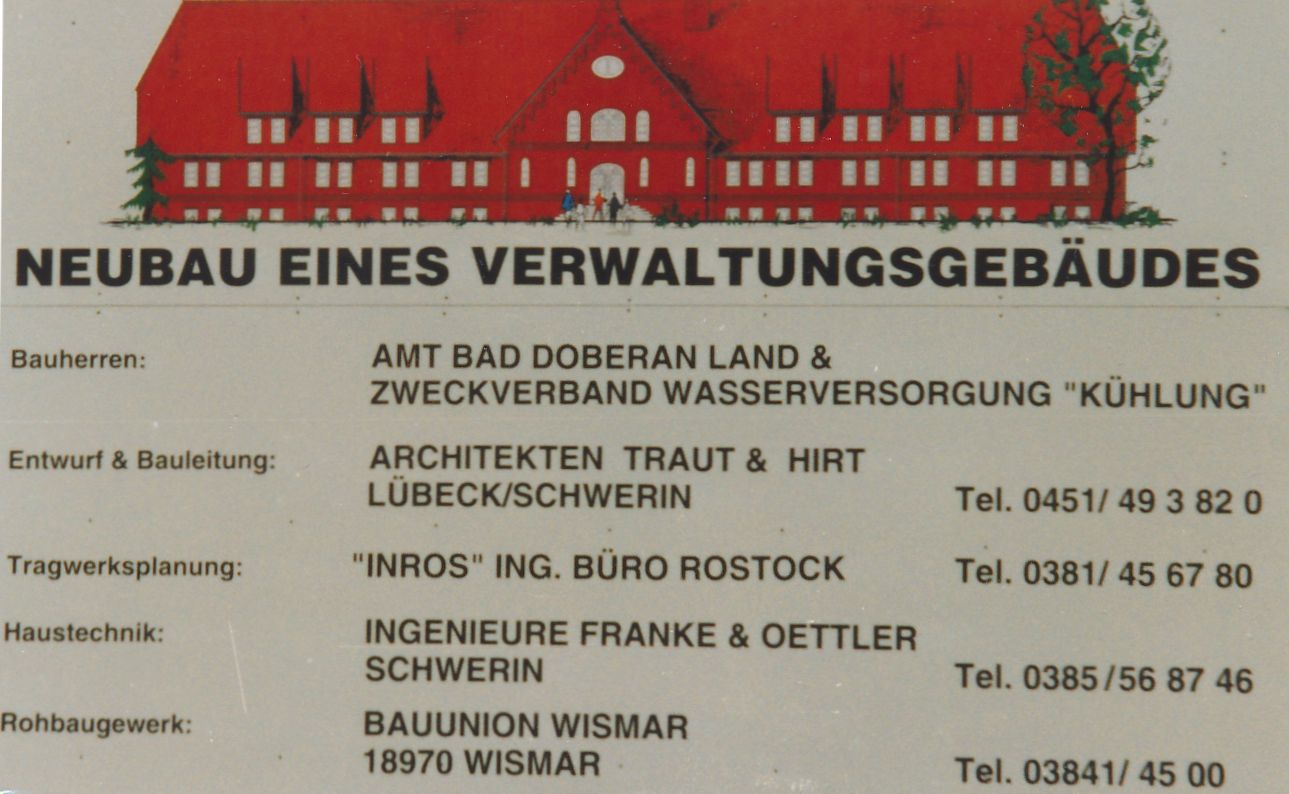 NEUBAU EINES VERWALTUNGSGEBÄUDES
Bauherren: AMT BAD DOBERAN LAND &
ZWECKVERBAND WASSERVERSORGUNG "KÜHLUNG"
Entwurf & Bauleitung: ARCHITEKTEN TRAUT & HIRT
LÜBECK/SCHWERIN Tel. 0451/ 49 3 82 0
Tragwerksplanung: "INROS" ING. BÜRO ROSTOCK Tel. 0381/ 45 67 80
Haustechnik: INGENIEURE FRANKE & OETTLER
SCHWERIN Tel. 0385/56 87 46
Rohbaugewerk: BAUUNION WISMAR
18970 WISMAR Tel. 03841/ 45 00